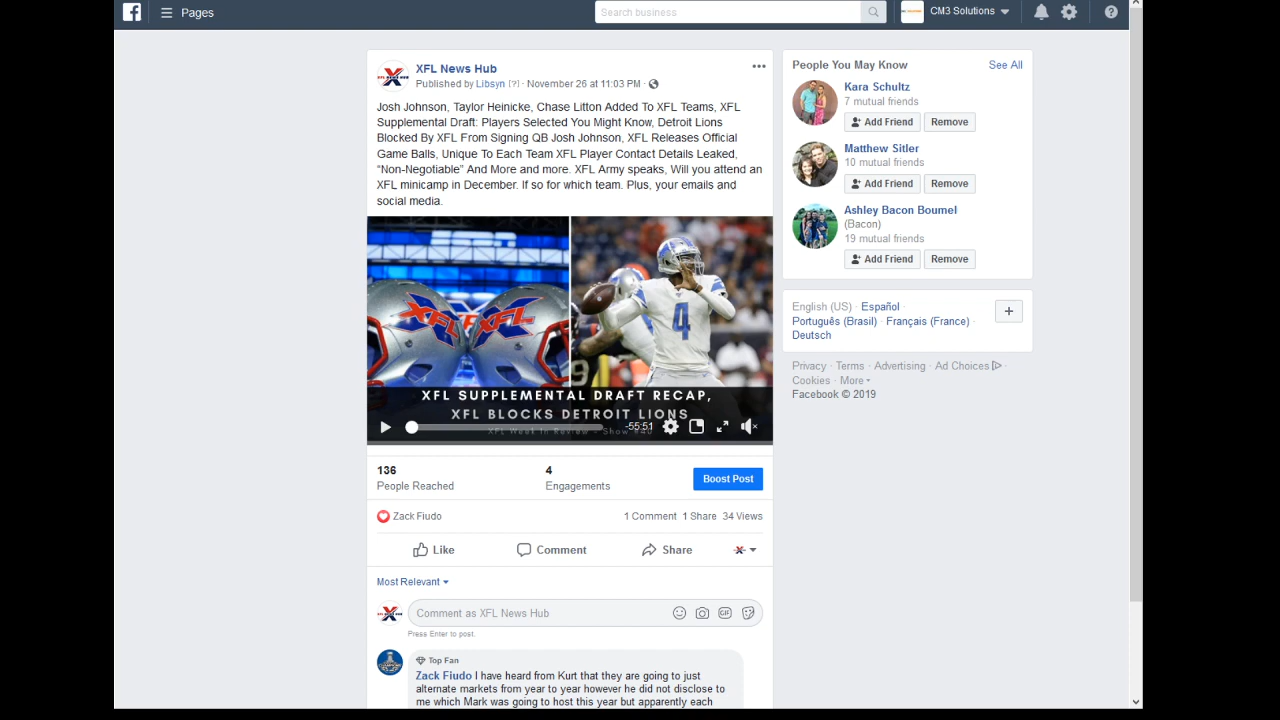 Pages
Search business
CM3 Solutions
XFL News Hub
Published by Libsyn [?] · November 26 at 11:03 PM ·
Josh Johnson, Taylor Heinicke, Chase Litton Added To XFL Teams, XFL
Supplemental Draft: Players Selected You Might Know, Detroit Lions
Blocked By XFL From Signing QB Josh Johnson, XFL Releases Official
Game Balls, Unique To Each Team XFL Player Contact Details Leaked,
“Non-Negotiable” And More and more. XFL Army speaks, Will you attend an
XFL minicamp in December. If so for which team. Plus, your emails and
social media.
XFL
XFL
4
XFL SUPPLEMENTAL DRAFT RECAP,
XFL BLOCKS DETROIT LIONS
XFL Week In Review - Show #40
-55:51
136
People Reached
4
Engagements
Boost Post
Zack Fiudo
1 Comment 1 Share 34 Views
Like
Comment
Share
Most Relevant
Comment as XFL News Hub
GIF
Press Enter to post.
Top Fan
Zack Fiudo I have heard from Kurt that they are going to just
alternate markets from year to year however he did not disclose to
me which Mark was going to host this year but apparently each
People You May Know
See All
Kara Schultz
7 mutual friends
Add Friend
Remove
Matthew Sitler
10 mutual friends
Add Friend
Remove
Ashley Bacon Boumel
(Bacon)
19 mutual friends
Add Friend
Remove
English (US) · Español ·
Português (Brasil) · Français (France) ·
Deutsch
+
Privacy · Terms · Advertising · Ad Choices ·
Cookies · More
Facebook © 2019